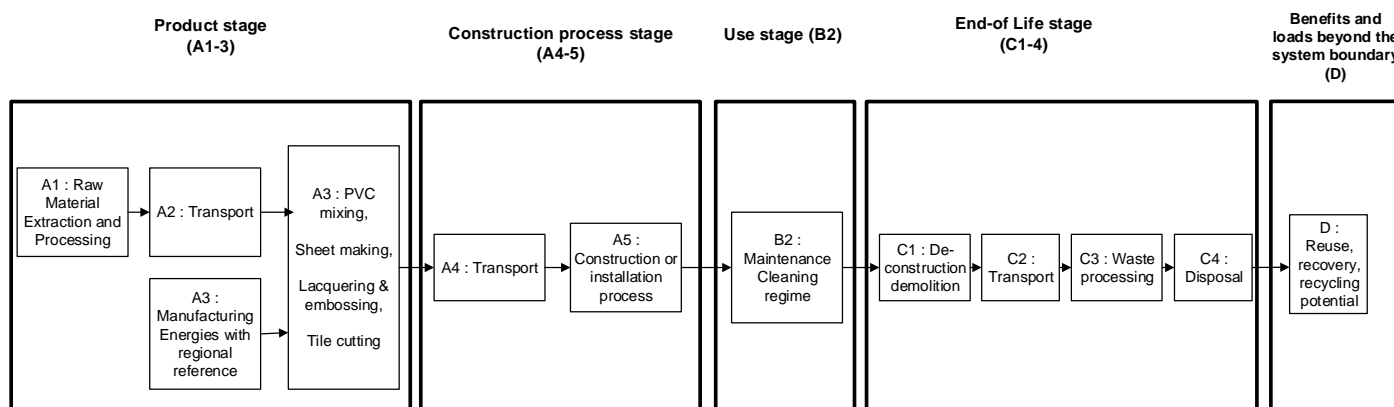 Product stage
(A1-3)
Construction process stage
(A4-5)
Use stage (B2)
End-of Life stage
(C1-4)
Benefits and
loads beyond the
system boundary
(D)
A1 : Raw
Material
Extraction and
Processing
A2 : Transport
A3 :
Manufacturing
Energies with
regional
reference
A3 : PVC
mixing,
Sheet making,
Lacquering &
embossing,
Tile cutting
A4 : Transport
A5 :
Construction or
installation
process
B2 :
Maintenance
Cleaning
regime
C1 : De-
construction
demolition
C2 :
Transport
C3 : Waste
processing
C4 :
Disposal
D :
Reuse,
recovery,
recycling
potential